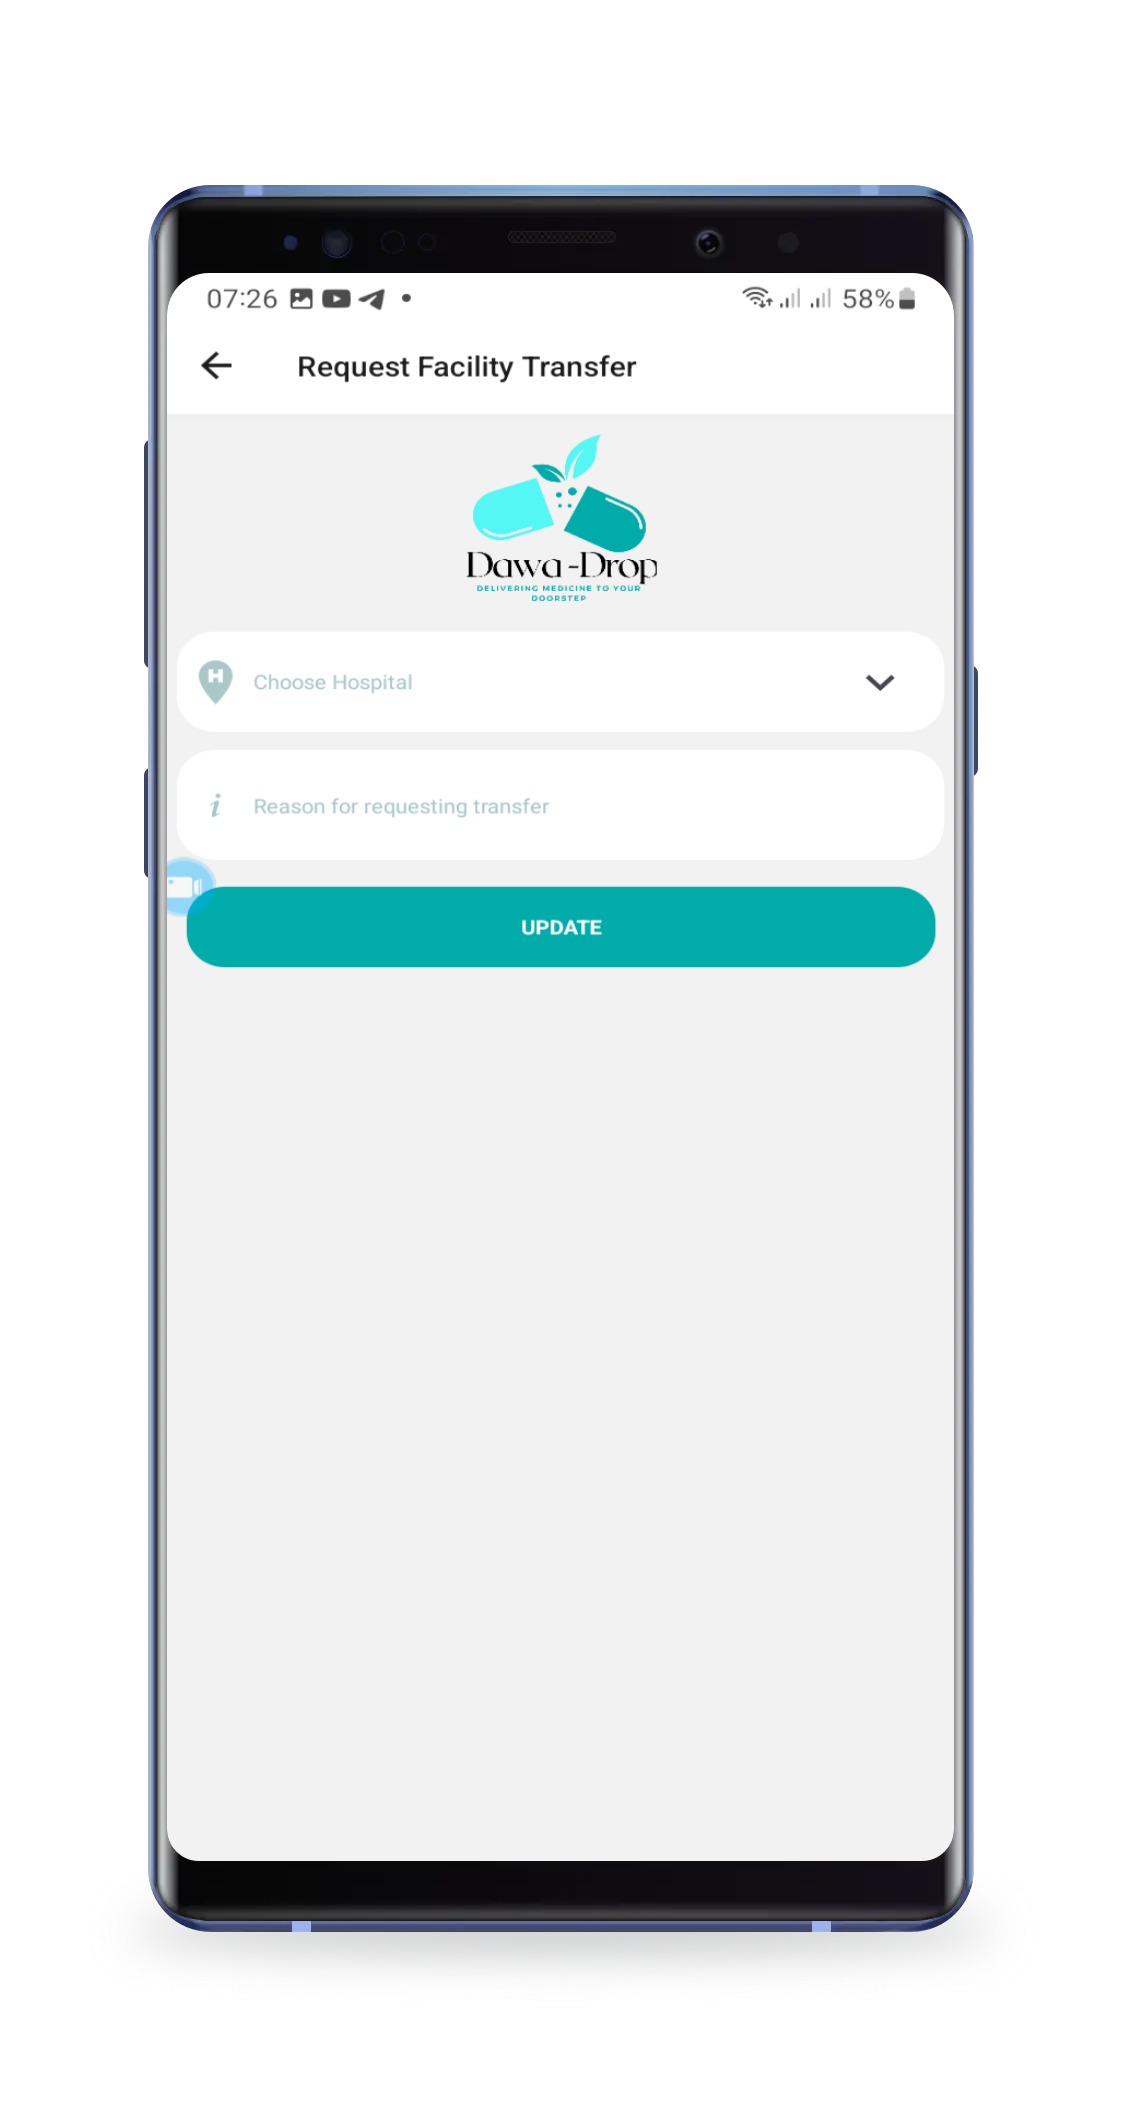 07:26
58%
Request Facility Transfer
Dawa-Drop
DELIVERING MEDICINE TO YOUR
DOORSTEP
H
Choose Hospital
i
Reason for requesting transfer
UPDATE